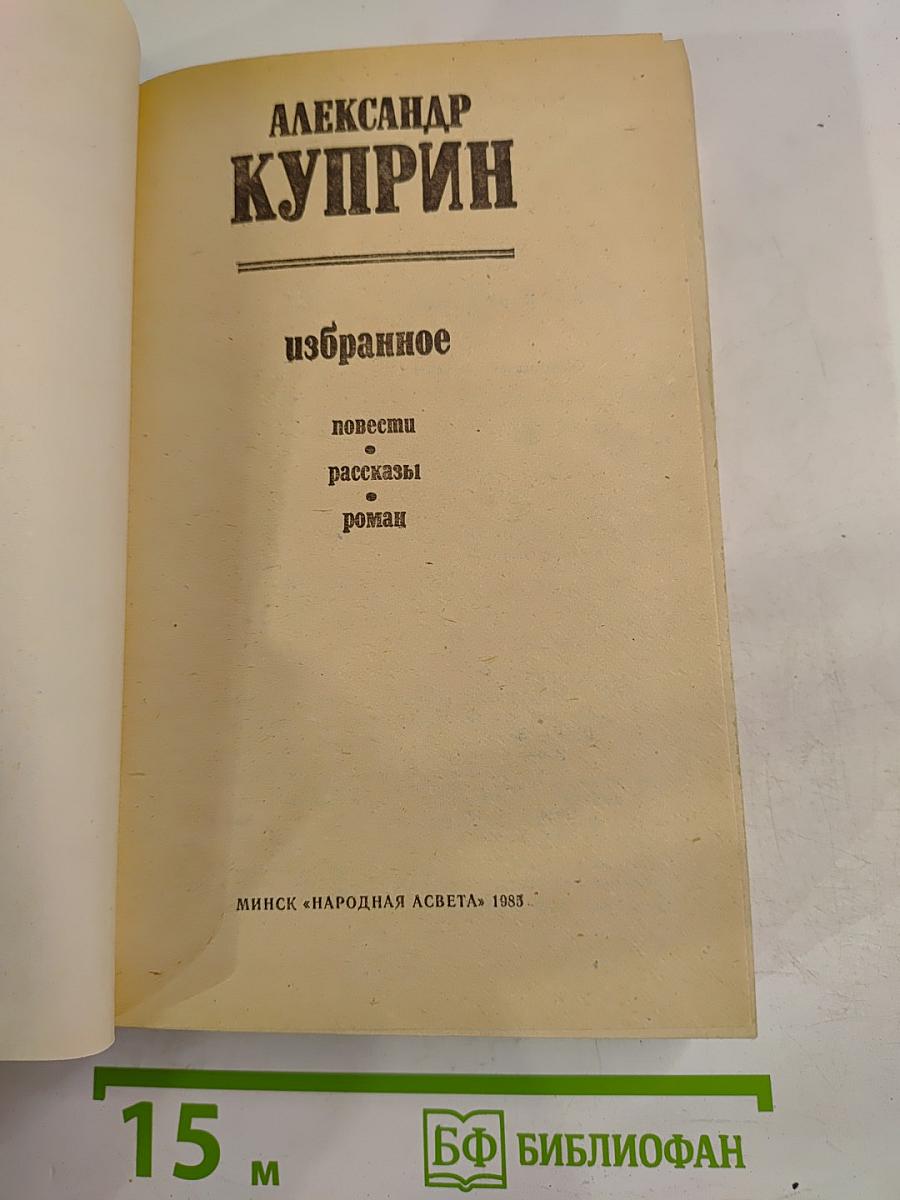 АЛЕКСАНДР
КУПРИН
избранное
повести
•
рассказы
•
роман
МИНСК «НАРОДНАЯ АСВЕТА» 1985
15 м
БФ БИБЛИОФАН